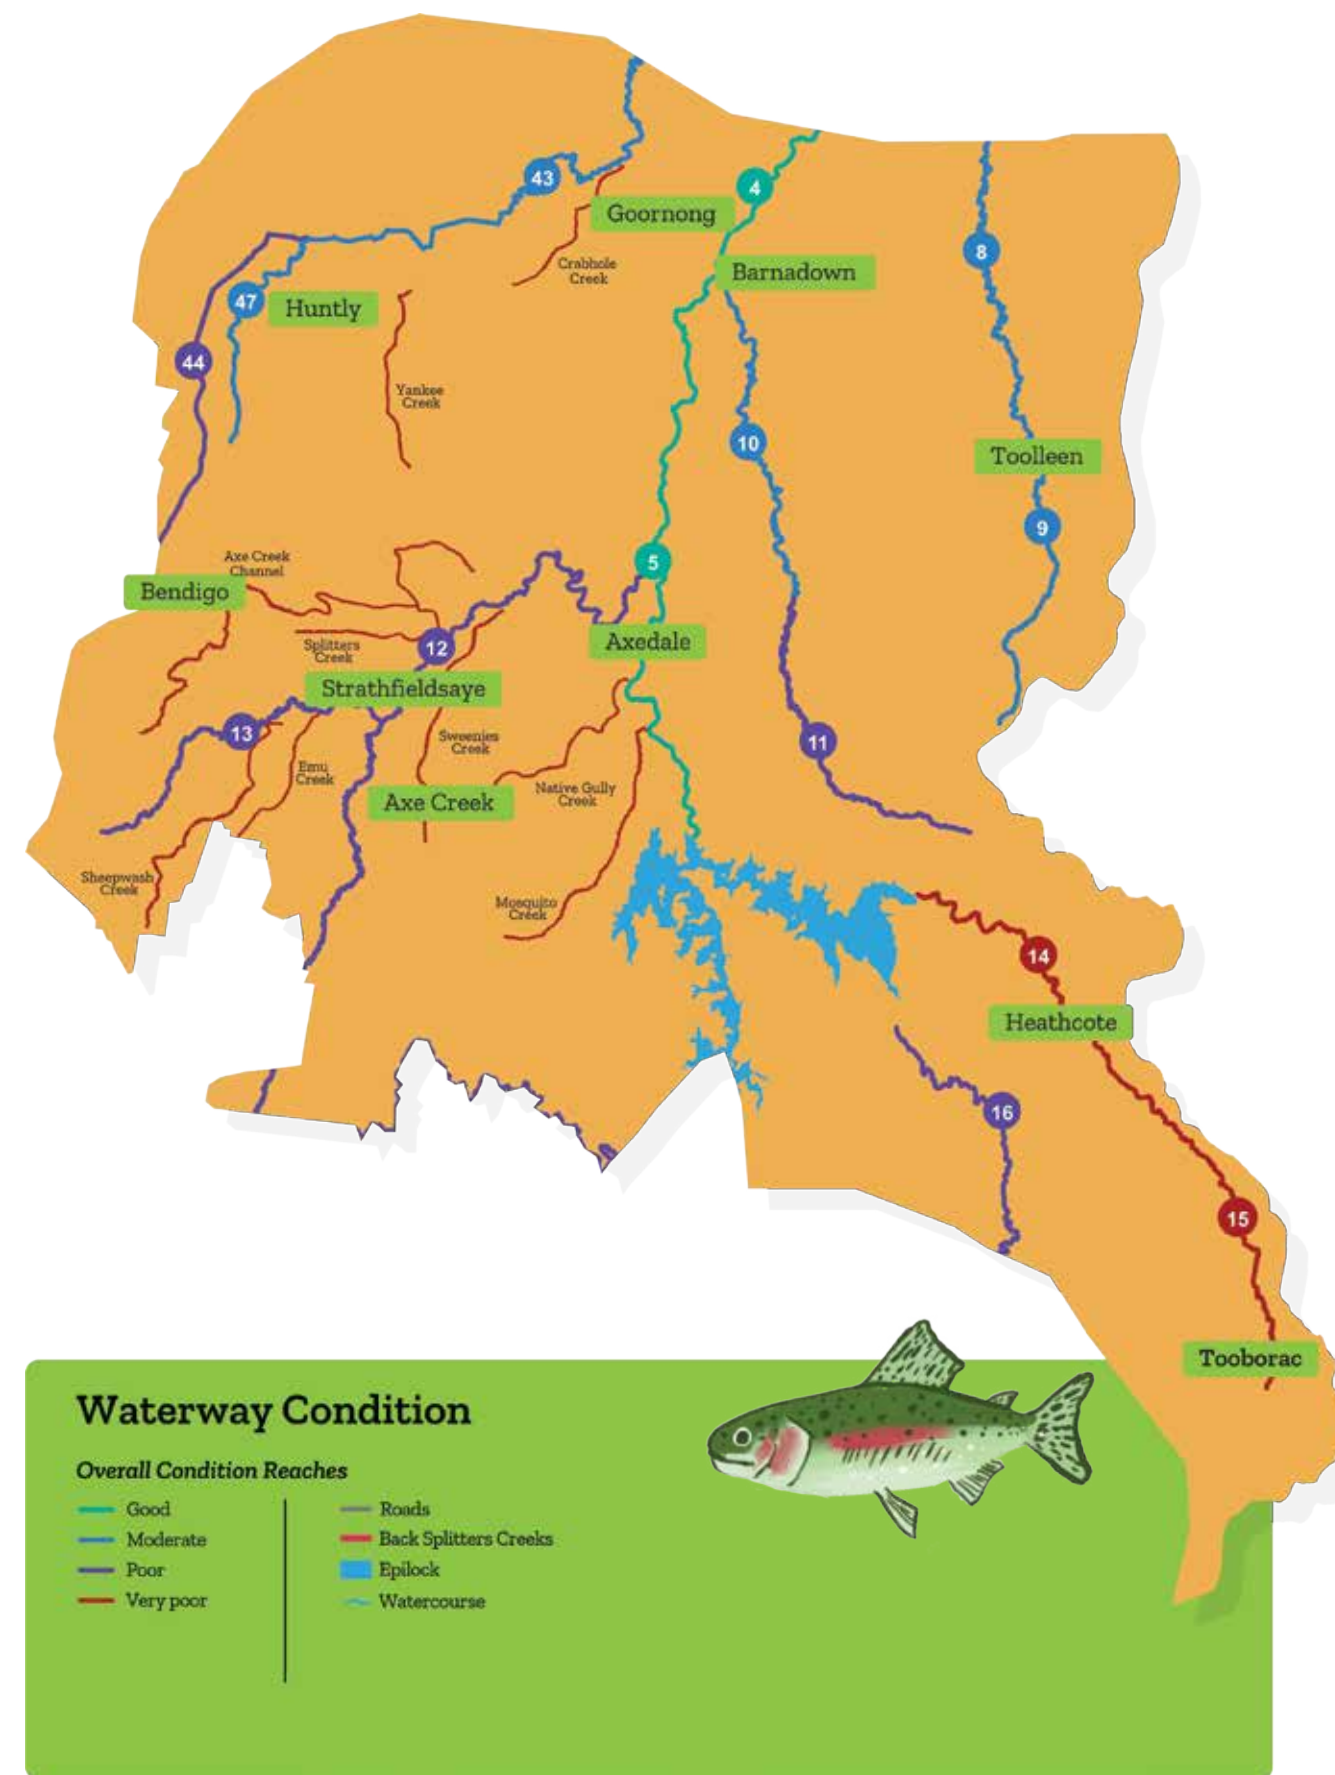 43
4
Goornong
8
Crabhole
Creek
Barnadown
47
Huntly
44
Yankee
Creek
10
Toolleen
9
Axe Creek
Channel
5
Bendigo
12
Splitters
Creek
Axedale
Strathfieldsaye
13
Sweenies
Creek
11
Emu
Creek
Axe Creek
Native Gully
Creek
Sheepwash
Creek
Mosquito
Creek
14
Heathcote
16
15
Tooborac
Waterway Condition
Overall Condition Reaches
Good
Moderate
Poor
Very poor
Roads
Back Splitters Creeks
Epilock
Watercourse